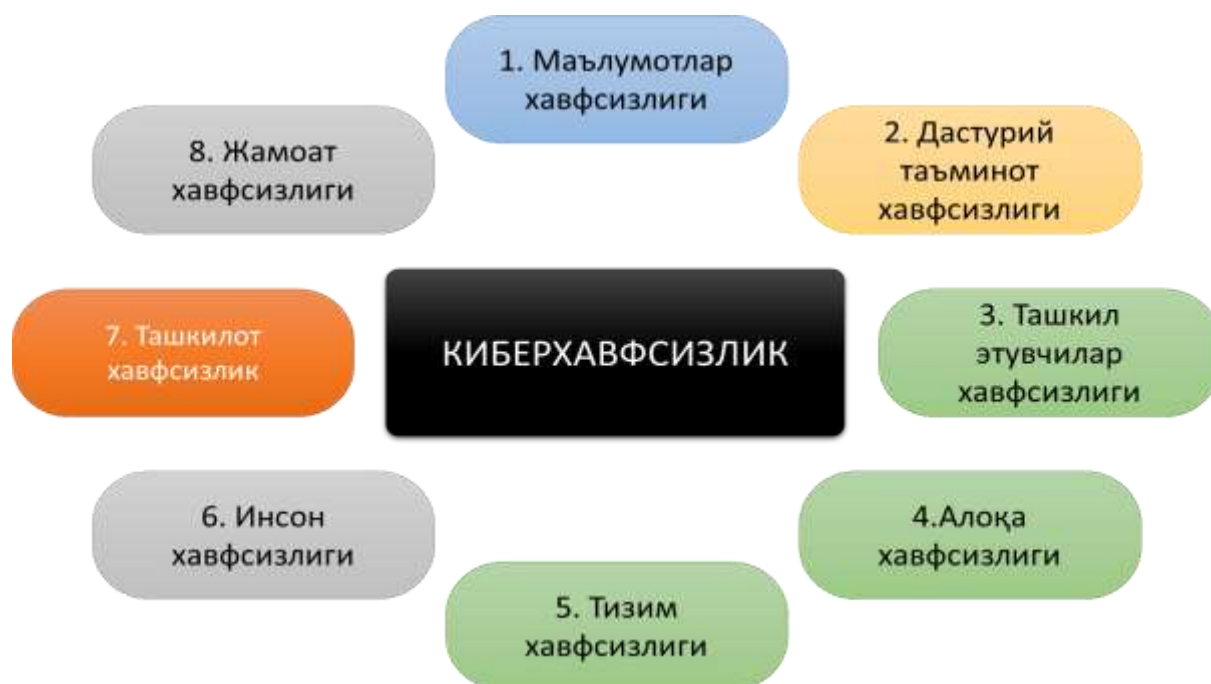 1. Маълумотлар
хавфсизлиги
2. Дастурий
таъминот
хавфсизлиги
3. Ташкил
этувчилар
хавфсизлиги
4.Алоқа
хавфсизлиги
5. Тизим
хавфсизлиги
6. Инсон
хавфсизлиги
7. Ташкилот
хавфсизлик
8. Жамоат
хавфсизлиги
КИБЕРХАВФСИЗЛИК